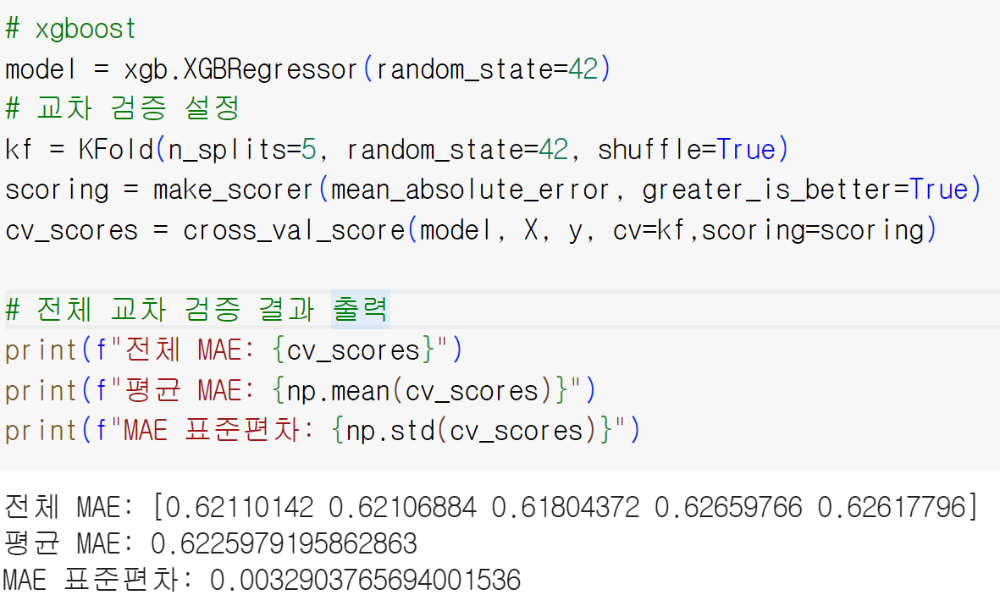 # xgboost
model = xgb.XGBRegressor(random_state=42)
# 교차 검증 설정
kf = KFold(n_splits=5, random_state=42, shuffle=True)
scoring = make_scorer(mean_absolute_error, greater_is_better=True)
cv_scores = cross_val_score(model, X, y, cv=kf,scoring=scoring)
# 전체 교차 검증 결과 출력
print(f"전체 MAE: {cv_scores}")
print(f"평균 MAE: {np.mean(cv_scores)}")
print(f"MAE 표준편차: {np.std(cv_scores)}")
전체 MAE: [0.62110142 0.62106884 0.61804372 0.62659766 0.62617796]
평균 MAE: 0.6225979195862863
MAE 표준편차: 0.0032903765694001536